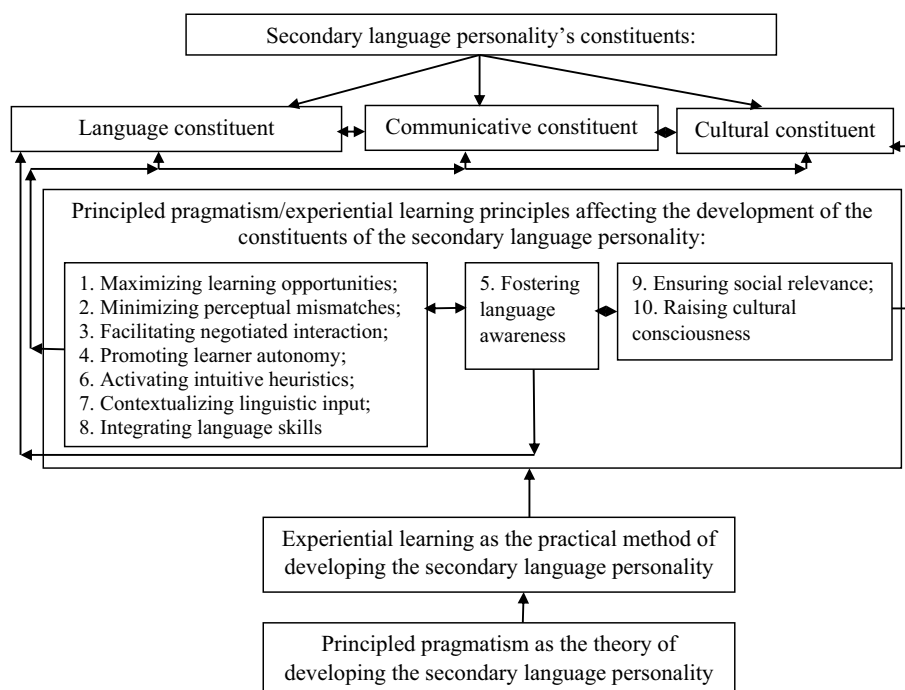 Secondary language personality's constituents:
Language constituent
Communicative constituent
Cultural constituent
Principled pragmatism/experiential learning principles affecting the development of the
constituents of the secondary language personality:
1. Maximizing learning opportunities;
2. Minimizing perceptual mismatches;
3. Facilitating negotiated interaction;
4. Promoting learner autonomy;
6. Activating intuitive heuristics;
7. Contextualizing linguistic input;
8. Integrating language skills
5. Fostering
language
awareness
9. Ensuring social relevance;
10. Raising cultural
consciousness
Experiential learning as the practical method of
developing the secondary language personality
Principled pragmatism as the theory of
developing the secondary language personality